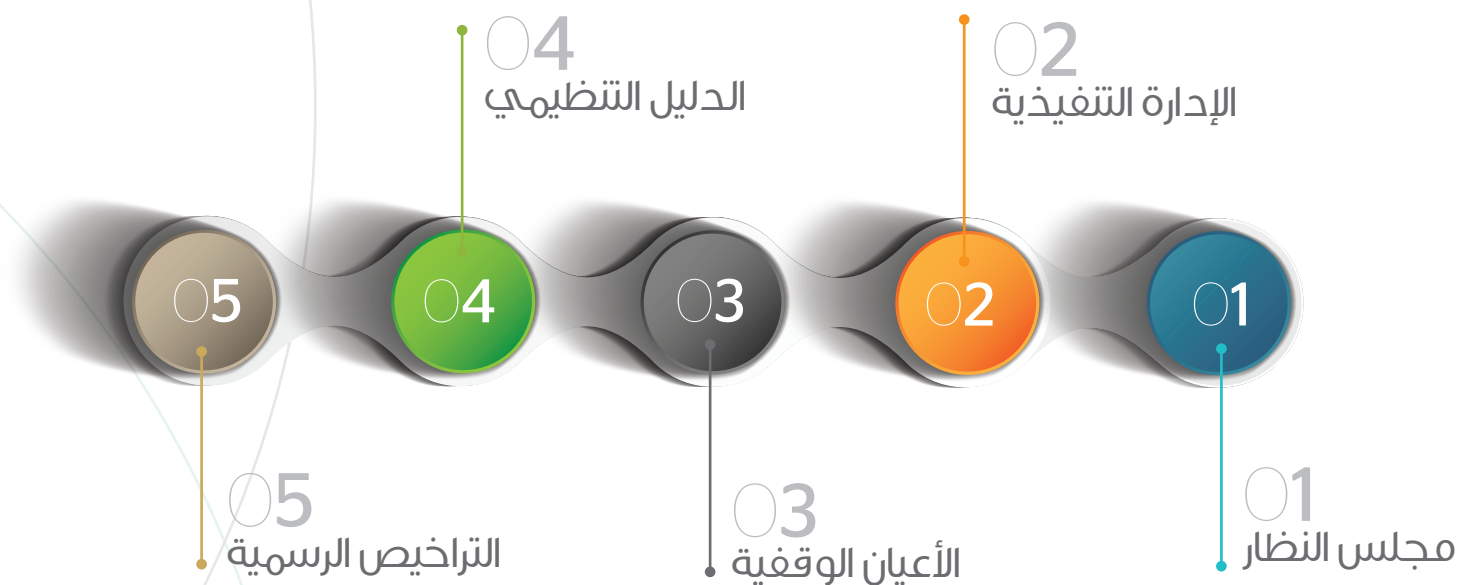 01
مجلس النظار
02
الإدارة التنفيذية
03
الأعيان الوقفية
04
الدليل التنظيمي
05
التراخيص الرسمية
01
02
03
04
05